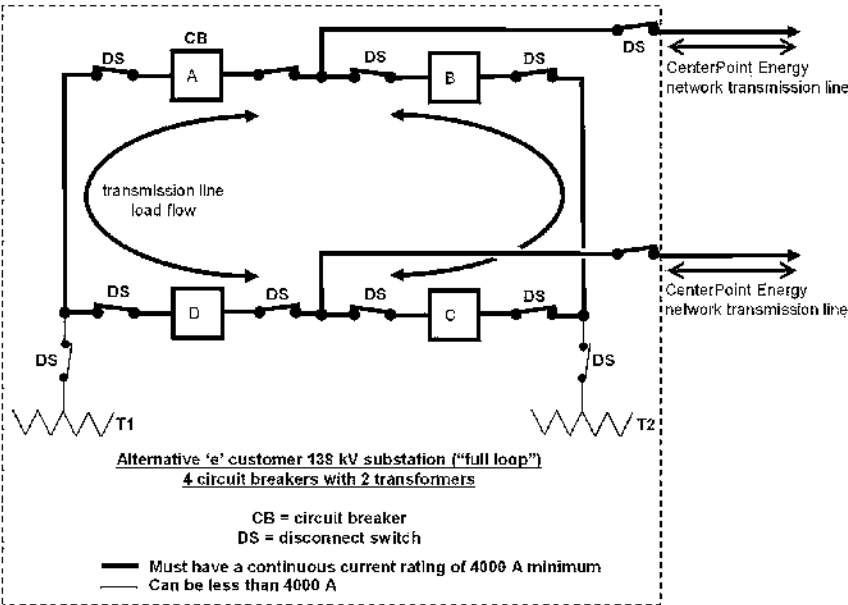 CB
DS
DS
DS
DS
A
B
CenterPoint Energy
network transmission line
transmission line
load flow
DS
DS
DS
DS
D
C
CenterPoint Energy
network transmission line
DS
DS
T1
T2
Alternative ‘e’ customer 138 kV substation (“full loop”)
4 circuit breakers with 2 transformers
CB = circuit breaker
DS = disconnect switch
Must have a continuous current rating of 4000 A minimum
Can be less than 4000 A